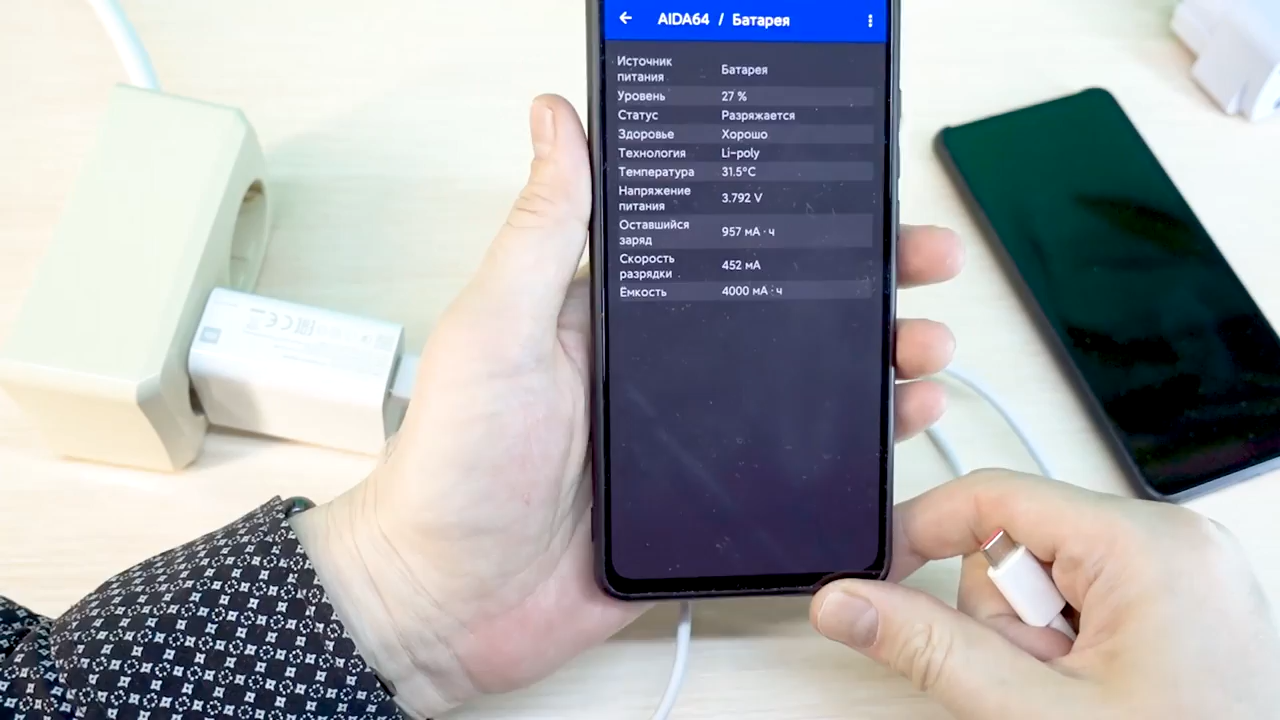 AIDA64 / Батарея
Источник питания Батарея
Уровень 27 %
Статус Разряжается
Здоровье Хорошо
Технология Li-poly
Температура 31.5°C
Напряжение питания 3.792 V
Оставшийся заряд 957 мА · ч
Скорость разрядки 452 мА
Ёмкость 4000 мА · ч